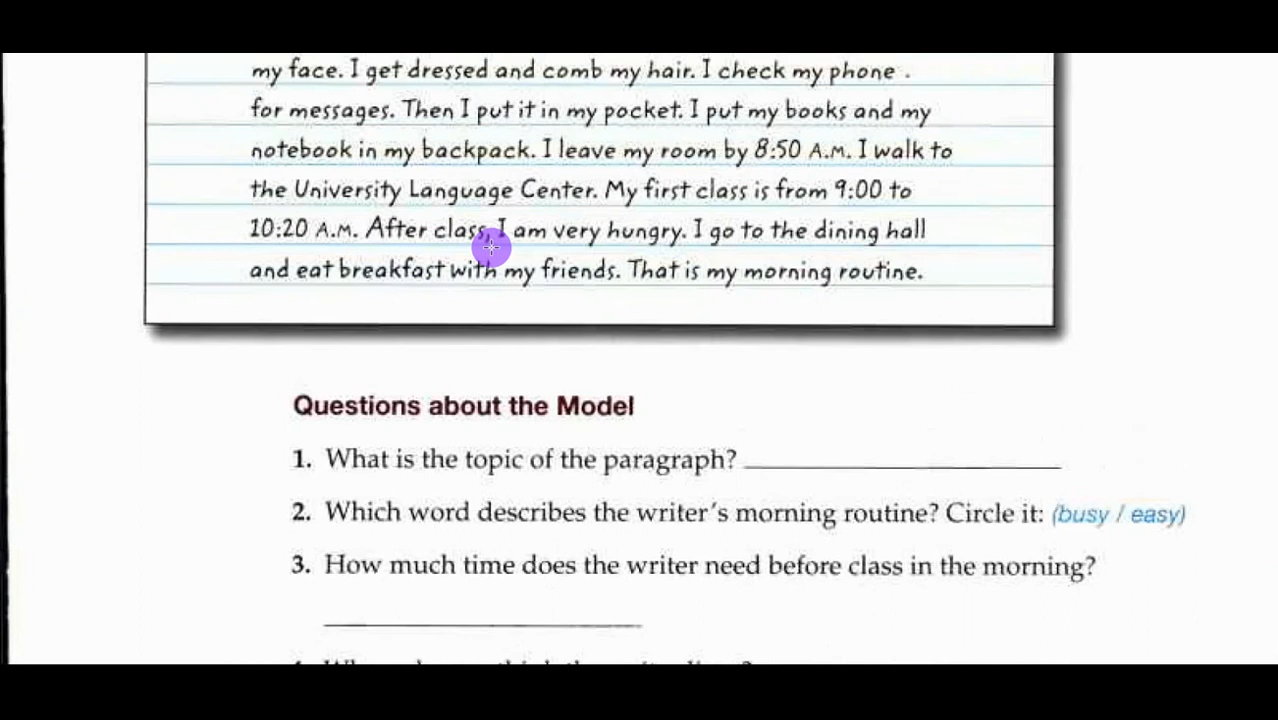 my face. I get dressed and comb my hair. I check my phone .
for messages. Then I put it in my pocket. I put my books and my
notebook in my backpack. I leave my room by 8:50 A.M. I walk to
the University Language Center. My first class is from 9:00 to
10:20 A.M. After class, I am very hungry. I go to the dining hall
and eat breakfast with my friends. That is my morning routine.
Questions about the Model
1. What is the topic of the paragraph?
2. Which word describes the writer's morning routine? Circle it: (busy / easy)
3. How much time does the writer need before class in the morning?